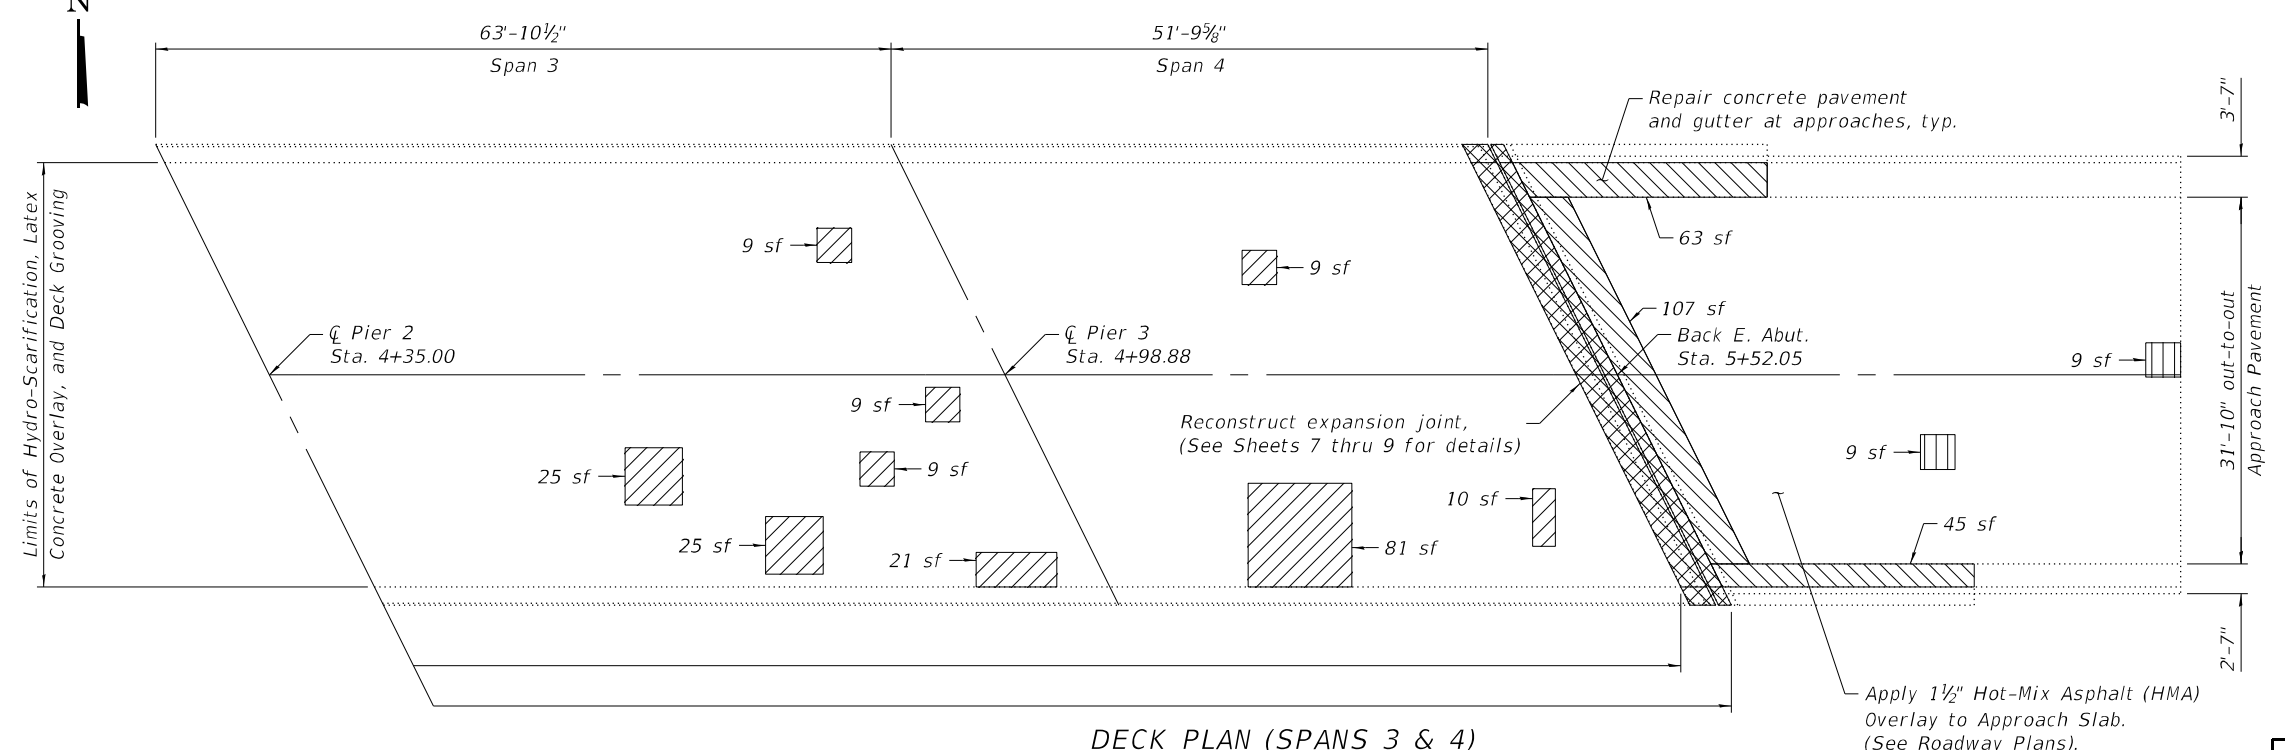 N
63'-10½"
Span 3
51'-9⅝"
Span 4
Repair concrete pavement
and gutter at approaches, typ.
3'-7"
Limits of Hydro-Scarification, Latex
Concrete Overlay, and Deck Grooving
9 sf
9 sf
63 sf
107 sf
℄ Pier 2
Sta. 4+35.00
℄ Pier 3
Sta. 4+98.88
Back E. Abut.
Sta. 5+52.05
9 sf
31'-10" out-to-out
Approach Pavement
9 sf
Reconstruct expansion joint,
(See Sheets 7 thru 9 for details)
9 sf
25 sf
9 sf
10 sf
45 sf
25 sf
21 sf
81 sf
2'-7"
Apply 1½" Hot-Mix Asphalt (HMA)
Overlay to Approach Slab.
(See Roadway Plans).
DECK PLAN (SPANS 3 & 4)